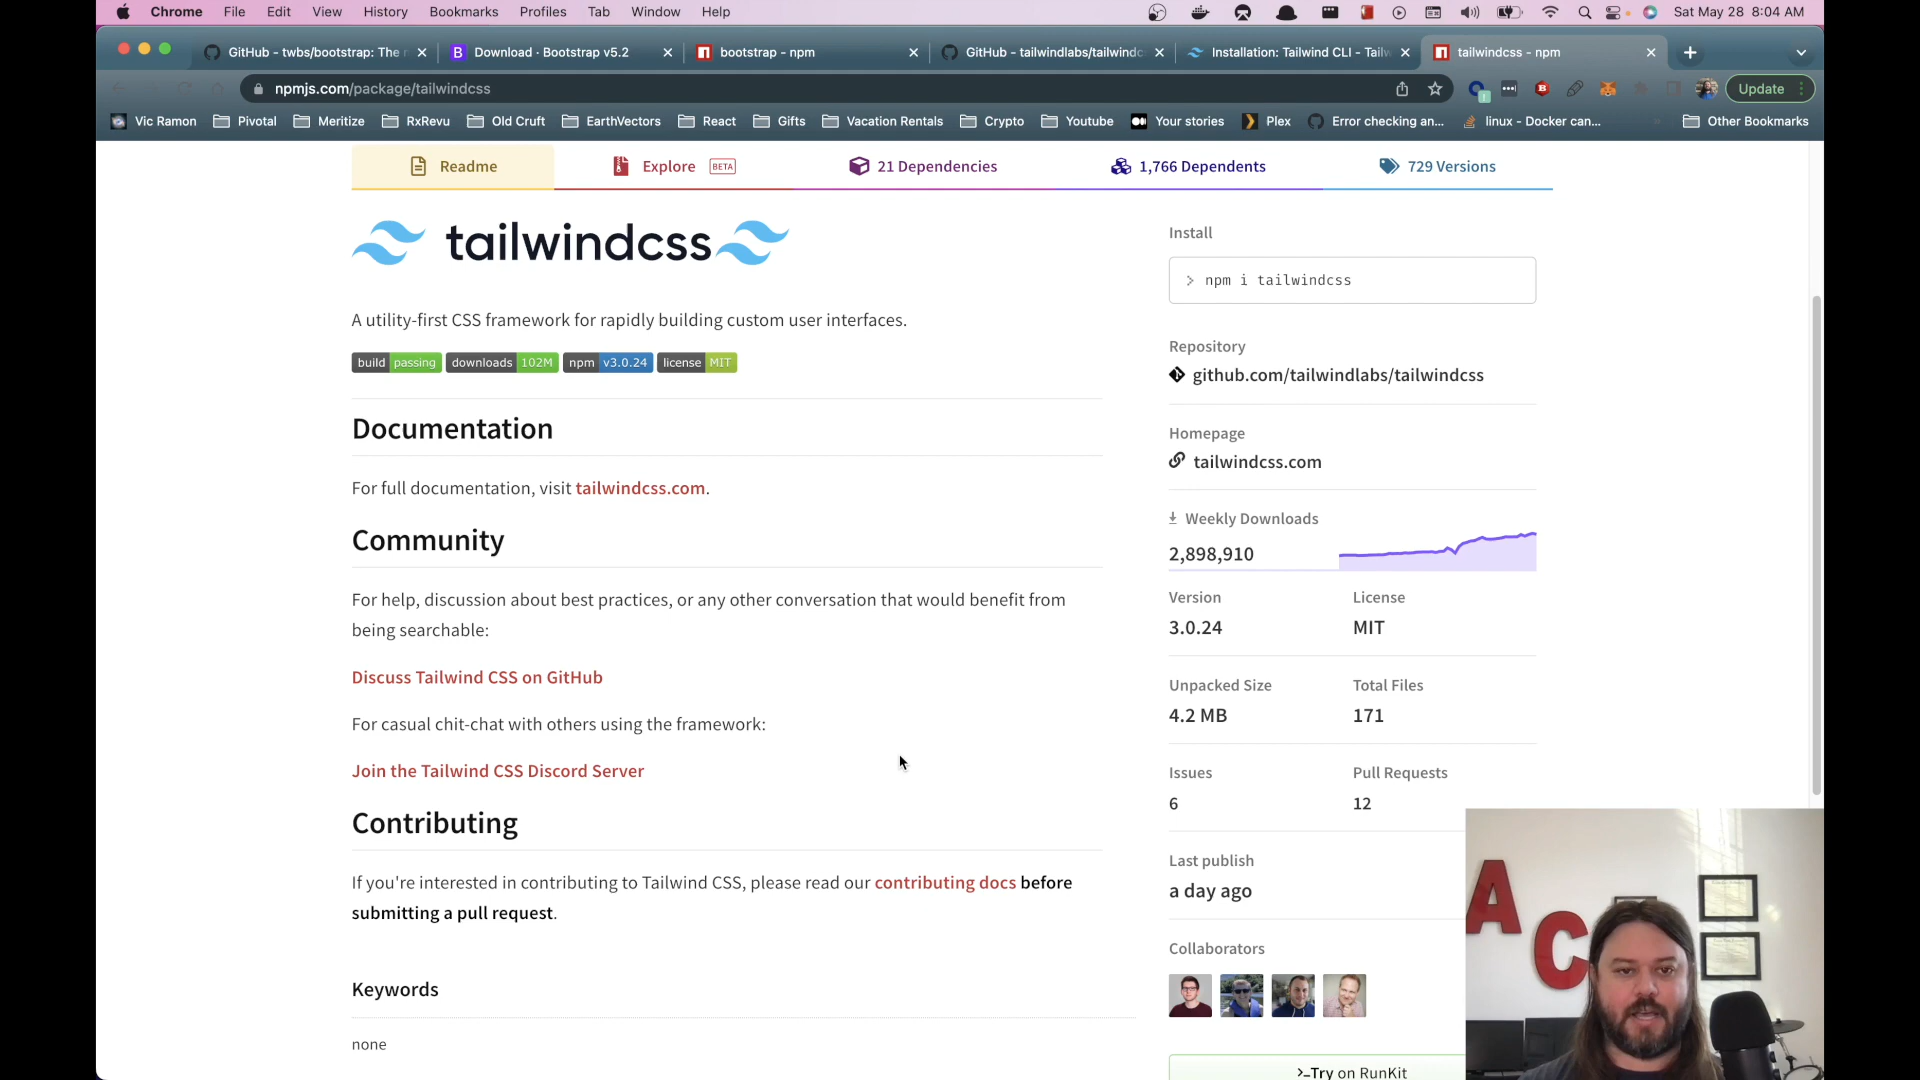 Chrome File Edit View History Bookmarks Profiles Tab Window Help
Sat May 28 8:04 AM
GitHub - twbs/bootstrap: The
Download · Bootstrap v5.2
bootstrap - npm
GitHub - tailwindlabs/tailwindc
Installation: Tailwind CLI - Tailw
tailwindcss - npm
npmjs.com/package/tailwindcss
Update
Vic Ramon Pivotal Meritize RxRevu Old Cruft EarthVectors React Gifts Vacation Rentals Crypto Youtube Your stories Plex Error checking an... linux - Docker can... Other Bookmarks
Readme
Explore BETA
21 Dependencies
1,766 Dependents
729 Versions
tailwindcss
A utility-first CSS framework for rapidly building custom user interfaces.
build passing downloads 102M npm v3.0.24 license MIT
Documentation
For full documentation, visit tailwindcss.com.
Community
For help, discussion about best practices, or any other conversation that would benefit from
being searchable:
Discuss Tailwind CSS on GitHub
For casual chit-chat with others using the framework:
Join the Tailwind CSS Discord Server
Contributing
If you're interested in contributing to Tailwind CSS, please read our contributing docs before
submitting a pull request.
Keywords
none
Install
> npm i tailwindcss
Repository
github.com/tailwindlabs/tailwindcss
Homepage
tailwindcss.com
Weekly Downloads
2,898,910
Version License
3.0.24 MIT
Unpacked Size Total Files
4.2 MB 171
Issues Pull Requests
6 12
Last publish
a day ago
Collaborators
>_Try on RunKit
A
C